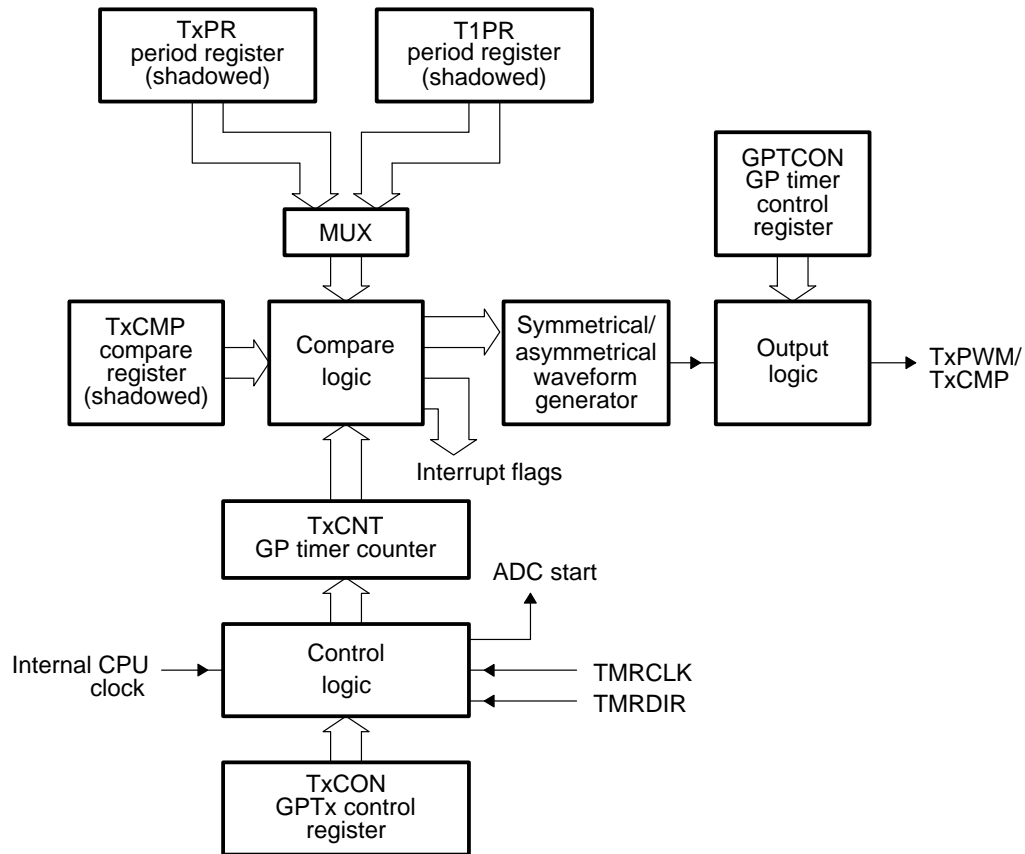 TxPR
period register
(shadowed)
T1PR
period register
(shadowed)
GPTCON
GP timer
control
register
MUX
TxCMP
compare
register
(shadowed)
Compare
logic
Symmetrical/
asymmetrical
waveform
generator
Output
logic
TxPWM/
TxCMP
Interrupt flags
TxCNT
GP timer counter
ADC start
Internal CPU
clock
Control
logic
TMRCLK
TMRDIR
TxCON
GPTx control
register